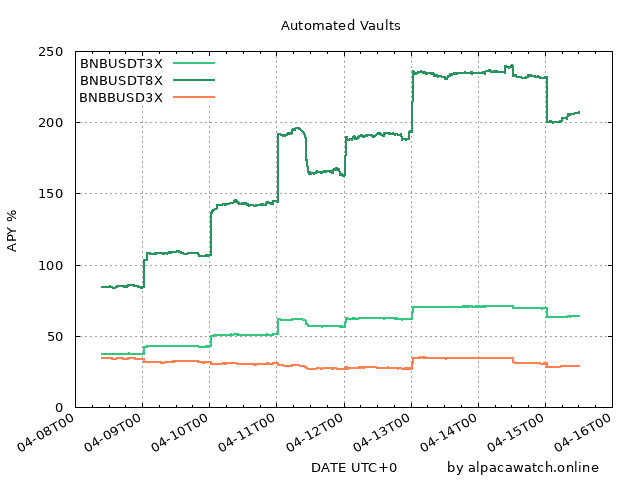 Automated Vaults
BNBUSDT3X
BNBUSDT8X
BNBBUSD3X
250
200
150
100
50
0
APY %
04-08T00
04-09T00
04-10T00
04-11T00
04-12T00
04-13T00
04-14T00
04-15T00
04-16T00
DATE UTC+0
by alpacawatch.online